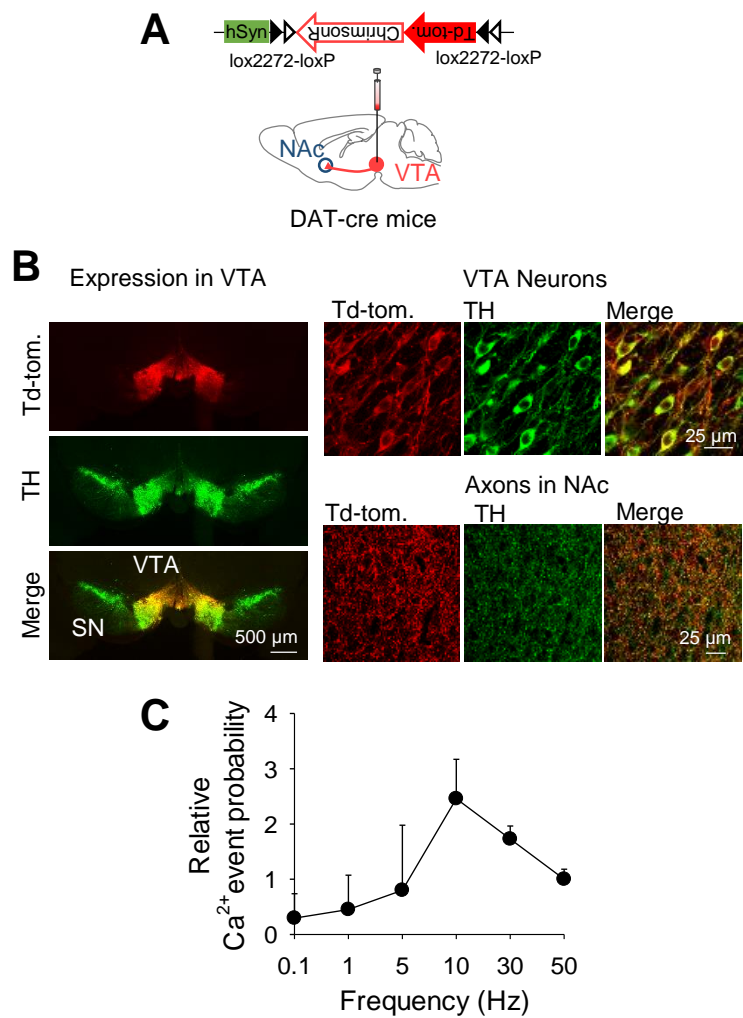 A
hSyn
ChrimsonR
Td-tom.
lox2272-loxP
lox2272-loxP
NAc
VTA
DAT-cre mice
B
Expression in VTA
VTA Neurons
Td-tom.
TH
Merge
Td-tom.
TH
Merge
VTA
SN
500 µm
25 µm
Axons in NAc
Td-tom.
TH
Merge
25 µm
C
Relative
Ca²⁺ event probability
4
3
2
1
0
0.1 1 5 10 30 50
Frequency (Hz)